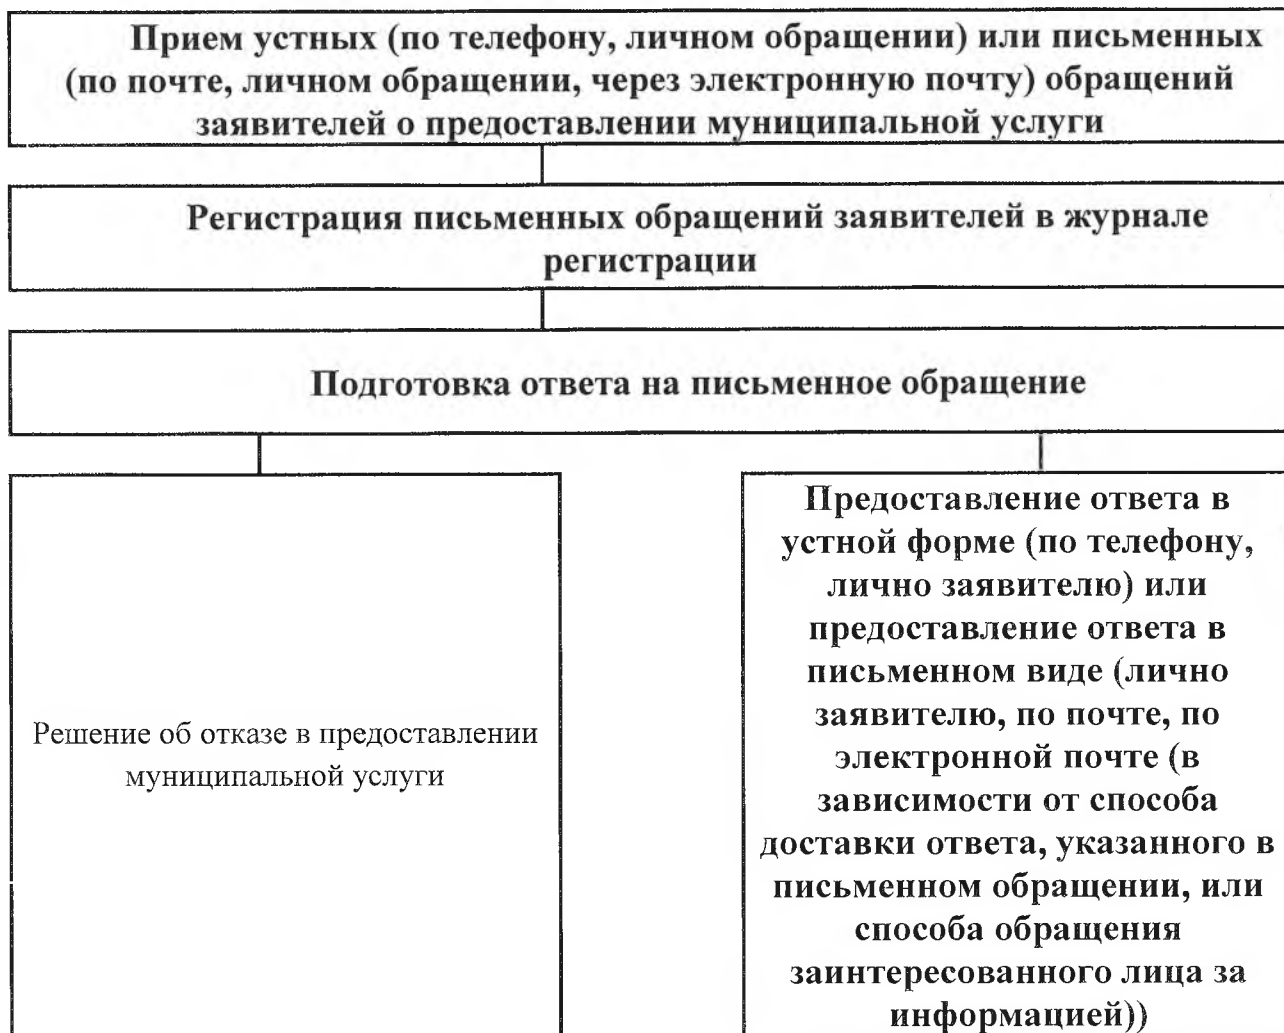 Прием устных (по телефону, личном обращении) или письменных
(по почте, личном обращении, через электронную почту) обращений
заявителей о предоставлении муниципальной услуги
Регистрация письменных обращений заявителей в журнале
регистрации
Подготовка ответа на письменное обращение
Решение об отказе в предоставлении
муниципальной услуги
Предоставление ответа в
устной форме (по телефону,
лично заявителю) или
предоставление ответа в
письменном виде (лично
заявителю, по почте, по
электронной почте (в
зависимости от способа
доставки ответа, указанного в
письменном обращении, или
способа обращения
заинтересованного лица за
информацией))